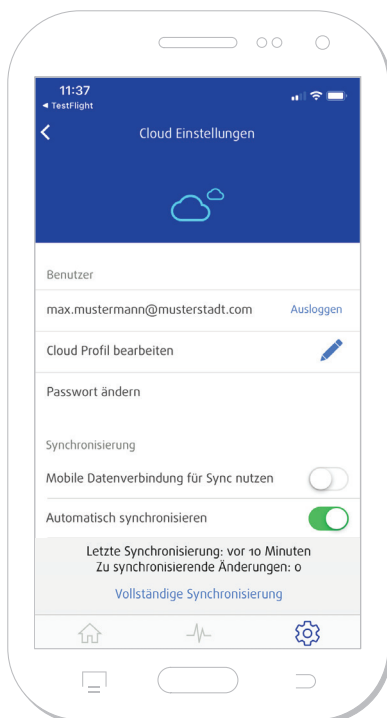 11:37
◄ TestFlight
Cloud Einstellungen
Benutzer
max.mustermann@musterstadt.com Ausloggen
Cloud Profil bearbeiten
Passwort ändern
Synchronisierung
Mobile Datenverbindung für Sync nutzen
Automatisch synchronisieren
Letzte Synchronisierung: vor 10 Minuten
Zu synchronisierende Änderungen: 0
Vollständige Synchronisierung